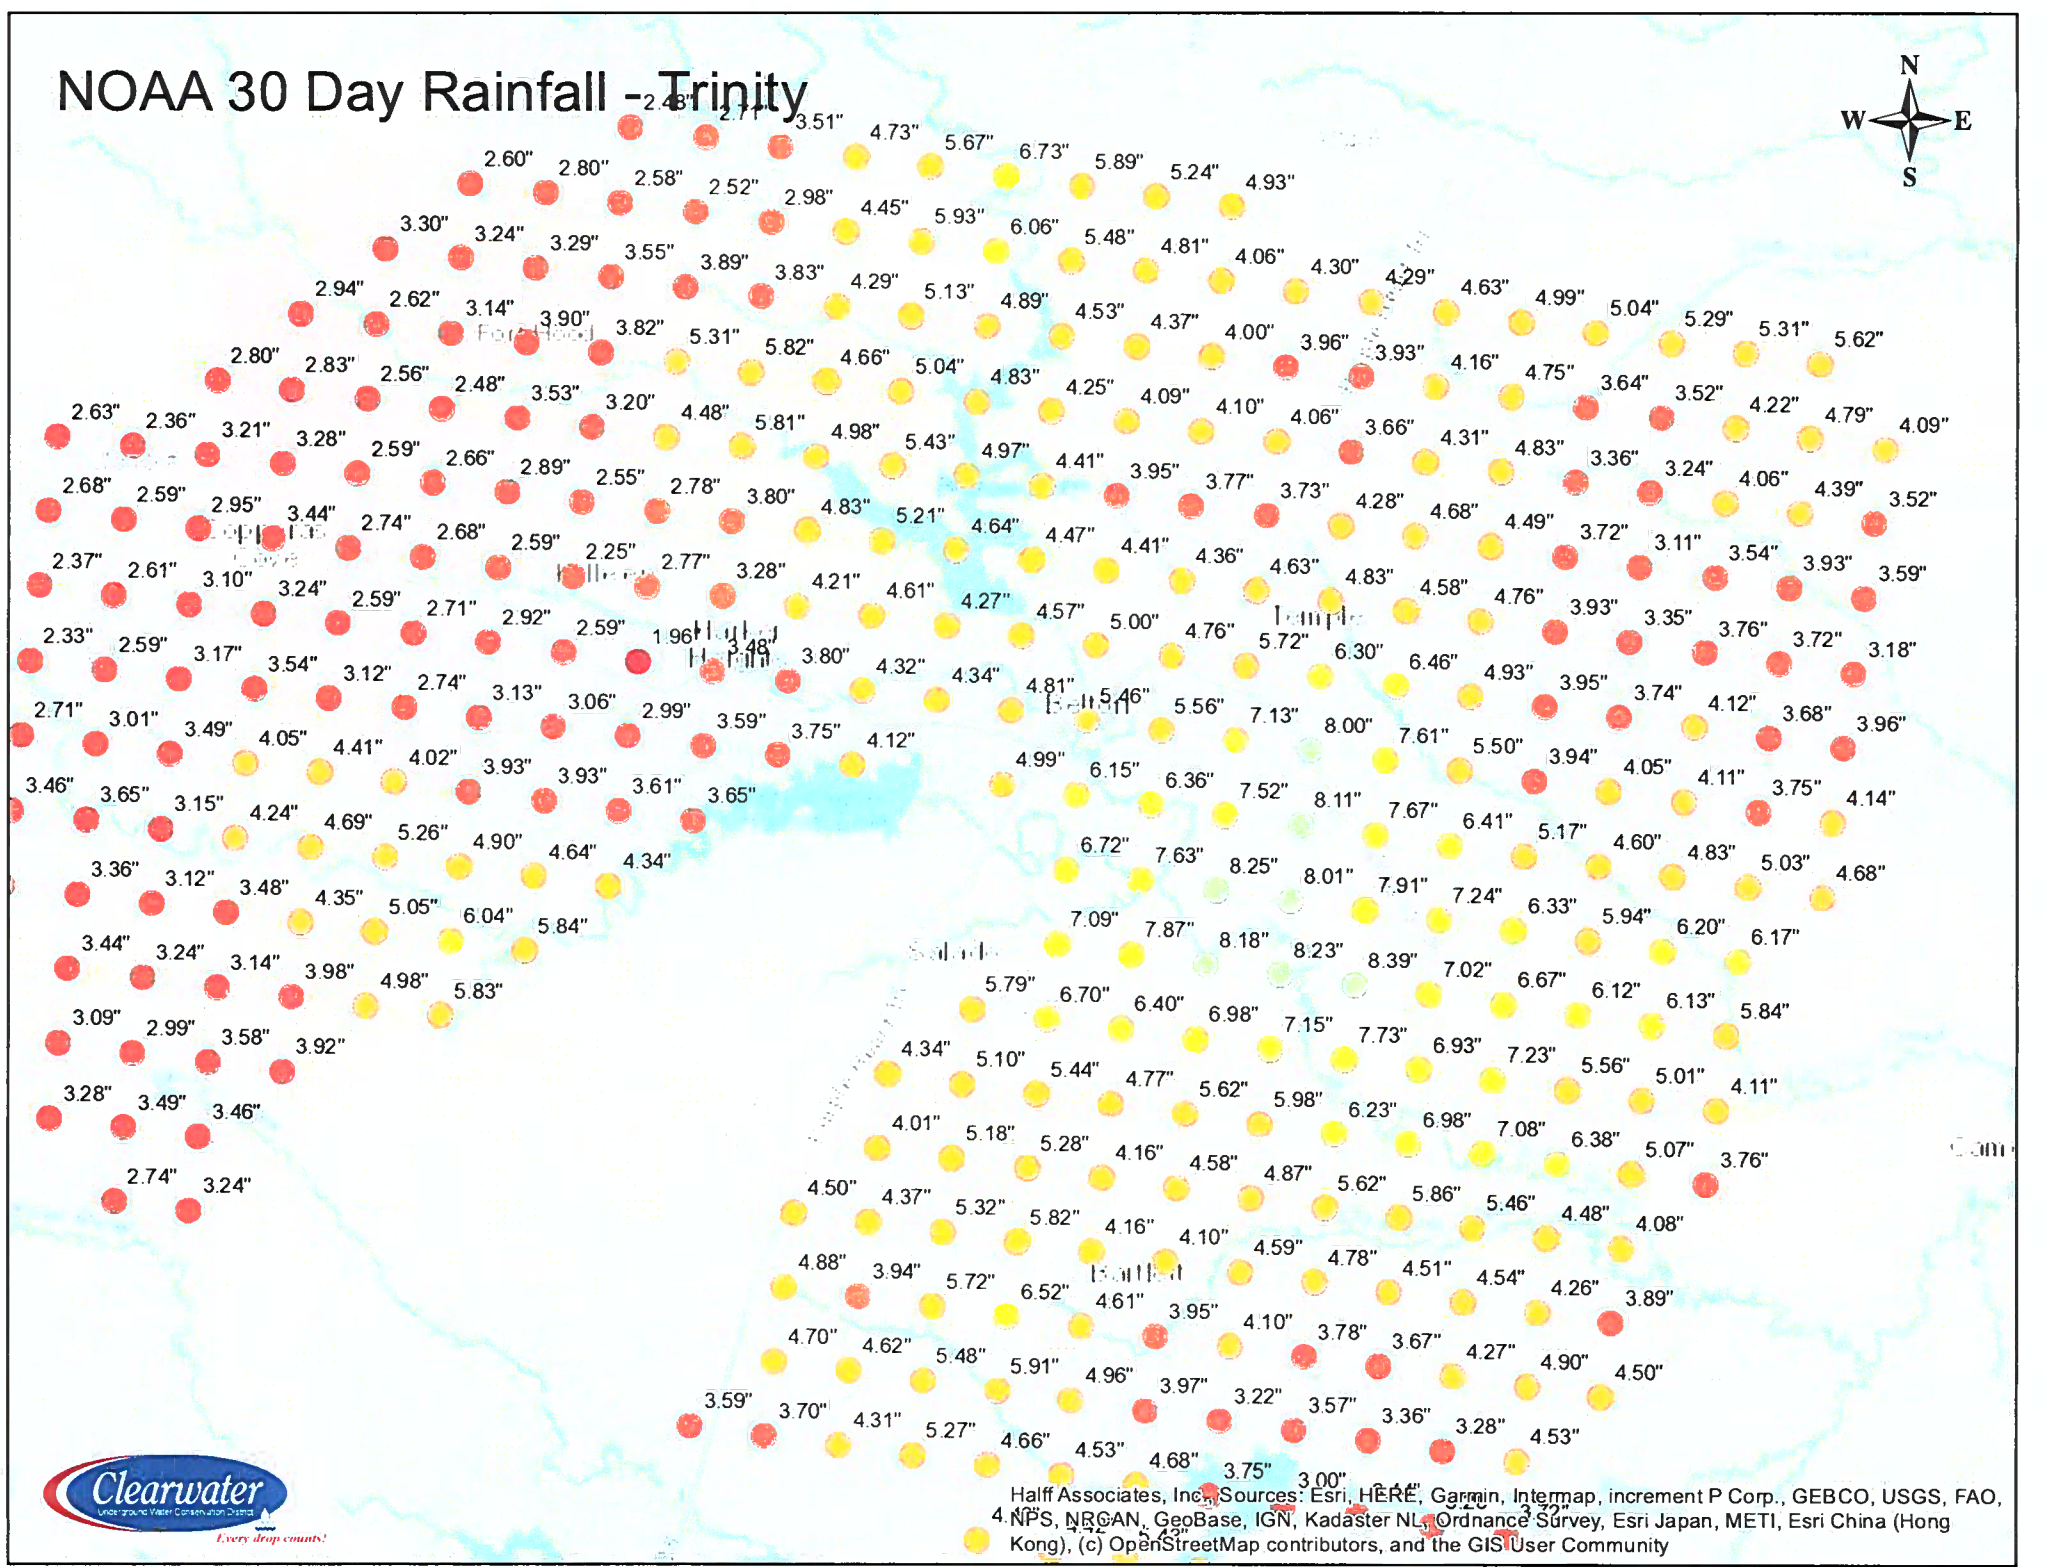 NOAA 30 Day Rainfall - Trinity
N
W E
S
2.48" 2.71" 3.51" 4.73" 5.67" 6.73" 5.89" 5.24" 4.93"
2.60" 2.80" 2.58" 2.52" 2.98" 4.45" 5.93" 6.06" 5.48" 4.81" 4.06" 4.30" 4.29" 4.63" 4.99" 5.04" 5.29" 5.31" 5.62"
3.30" 3.24" 3.29" 3.55" 3.89" 3.83" 4.29" 5.13" 4.89" 4.53" 4.37" 4.00" 3.96" 3.93" 4.16" 4.75" 3.64" 3.52" 4.22" 4.79" 4.09"
2.94" 2.62" 3.14" 3.90" 3.82" 5.31" 5.82" 4.66" 5.04" 4.83" 4.25" 4.09" 4.10" 4.06" 3.66" 4.31" 4.83" 3.36" 3.24" 4.06" 4.39" 3.52"
Fort Hood
2.80" 2.83" 2.56" 2.48" 3.53" 3.20" 4.48" 5.81" 4.98" 5.43" 4.97" 4.41" 3.95" 3.77" 3.73" 4.28" 4.68" 4.49" 3.72" 3.11" 3.54" 3.93" 3.59"
2.63" 2.36" 3.21" 3.28" 2.59" 2.66" 2.89" 2.55" 2.78" 3.80" 4.83" 5.21" 4.64" 4.47" 4.41" 4.36" 4.63" 4.83" 4.58" 4.76" 3.93" 3.35" 3.76" 3.72" 3.18"
2.68" 2.59" 2.95" 3.44" 2.74" 2.68" 2.59" 2.25" 2.77" 3.28" 4.21" 4.61" 4.27" 4.57" 5.00" 4.76" 5.72" 6.30" 6.46" 4.93" 3.95" 3.74" 4.12" 3.68" 3.96"
Copperas
Cove
Killeen
Temple
2.37" 2.61" 3.10" 3.24" 2.59" 2.71" 2.92" 2.59" 1.96" 3.48" 3.80" 4.32" 4.34" 4.81" 5.46" 5.56" 7.13" 8.00" 7.61" 5.50" 3.94" 4.05" 4.11" 3.75" 4.14"
Harker
Heights
Belton
2.33" 2.59" 3.17" 3.54" 3.12" 2.74" 3.13" 3.06" 2.99" 3.59" 3.75" 4.12" 4.99" 6.15" 6.36" 7.52" 8.11" 7.67" 6.41" 5.17" 4.60" 4.83" 5.03" 4.68"
2.71" 3.01" 3.49" 4.05" 4.41" 4.02" 3.93" 3.93" 3.61" 3.65" 6.72" 7.63" 8.25" 8.01" 7.91" 7.24" 6.33" 5.94" 6.20" 6.17"
3.46" 3.65" 3.15" 4.24" 4.69" 5.26" 4.90" 4.64" 4.34" 7.09" 7.87" 8.18" 8.23" 8.39" 7.02" 6.67" 6.12" 6.13" 5.84"
Salado
3.36" 3.12" 3.48" 4.35" 5.05" 6.04" 5.84" 5.79" 6.70" 6.40" 6.98" 7.15" 7.73" 6.93" 7.23" 5.56" 5.01" 4.11"
3.44" 3.24" 3.14" 3.98" 4.98" 5.83" 4.34" 5.10" 5.44" 4.77" 5.62" 5.98" 6.23" 6.98" 7.08" 6.38" 5.07" 3.76"
3.09" 2.99" 3.58" 3.92" 4.01" 5.18" 5.28" 4.16" 4.58" 4.87" 5.62" 5.86" 5.46" 4.48" 4.08"
3.28" 3.49" 3.46" 4.50" 4.37" 5.32" 5.82" 4.16" 4.10" 4.59" 4.78" 4.51" 4.54" 4.26" 3.89"
Cam
2.74" 3.24" 4.88" 3.94" 5.72" 6.52" 4.61" 3.95" 4.10" 3.78" 3.67" 4.27" 4.90" 4.50"
Bartlett
4.70" 4.62" 5.48" 5.91" 4.96" 3.97" 3.22" 3.57" 3.36" 3.28" 4.53"
3.59" 3.70" 4.31" 5.27" 4.66" 4.53" 4.68" 3.75" 3.00"
Clearwater
Underground Water Conservation District
Every drop counts!
Halff Associates, Inc, Sources: Esri, HERE, Garmin, Intermap, increment P Corp., GEBCO, USGS, FAO,
NPS, NRCAN, GeoBase, IGN, Kadaster NL, Ordnance Survey, Esri Japan, METI, Esri China (Hong
Kong), (c) OpenStreetMap contributors, and the GIS User Community